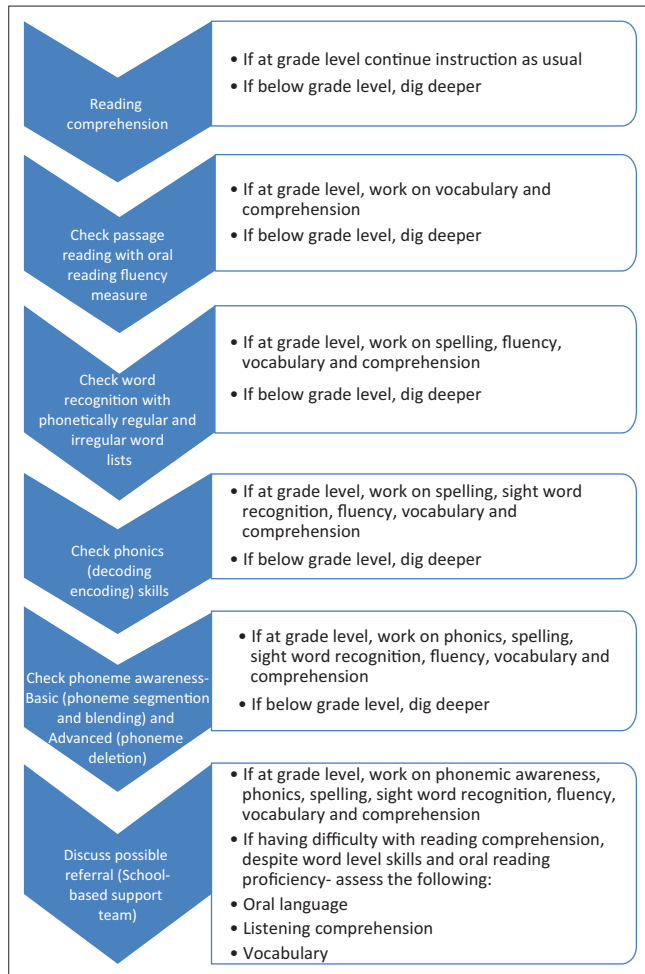 Reading
comprehension
• If at grade level continue instruction as usual
• If below grade level, dig deeper
Check passage
reading with oral
reading fluency
measure
• If at grade level, work on vocabulary and
comprehension
• If below grade level, dig deeper
Check word
recognition with
phonetically regular and
irregular word
lists
• If at grade level, work on spelling, fluency,
vocabulary and comprehension
• If below grade level, dig deeper
Check phonics
(decoding
encoding) skills
• If at grade level, work on spelling, sight word
recognition, fluency, vocabulary and
comprehension
• If below grade level, dig deeper
Check phoneme awareness-
Basic (phoneme segmention
and blending) and
Advanced (phoneme
deletion)
• If at grade level, work on phonics, spelling,
sight word recognition, fluency, vocabulary and
comprehension
• If below grade level, dig deeper
Discuss possible
referral (School-
based support
team)
• If at grade level, work on phonemic awareness,
phonics, spelling, sight word recognition, fluency,
vocabulary and comprehension
• If having difficulty with reading comprehension,
despite word level skills and oral reading
proficiency- assess the following:
• Oral language
• Listening comprehension
• Vocabulary